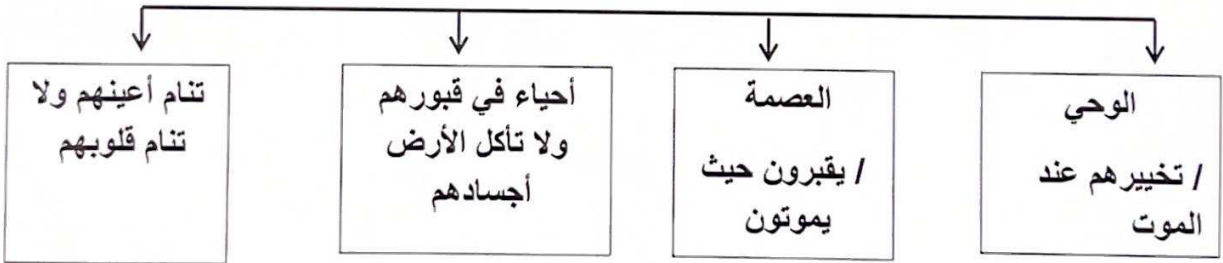 الوحي
/ تخييرهم عند
الموت
العصمة
/ يقبرون حيث
يموتون
أحياء في قبورهم
ولا تأكل الأرض
أجسادهم
تنام أعينهم ولا
تنام قلوبهم